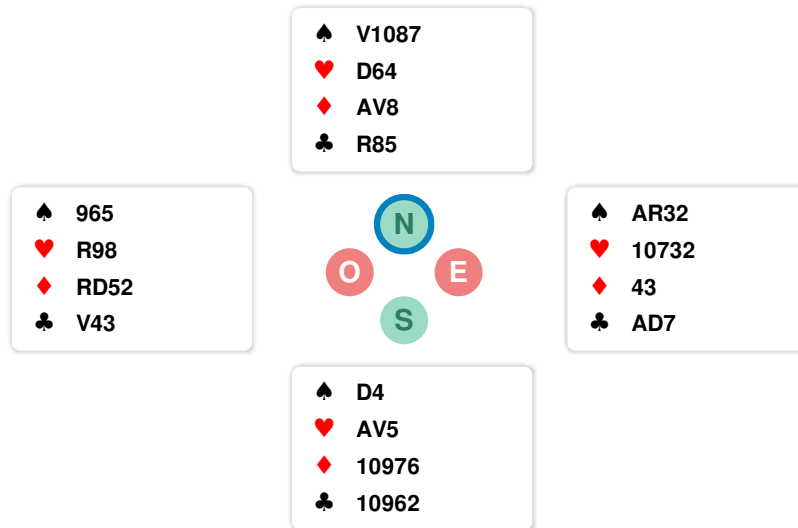 ♠ V1087
♥ D64
♦ AV8
♣ R85
♠ 965
♥ R98
♦ RD52
♣ V43
N
O E
S
♠ AR32
♥ 10732
♦ 43
♣ AD7
♠ D4
♥ AV5
♦ 10976
♣ 10962